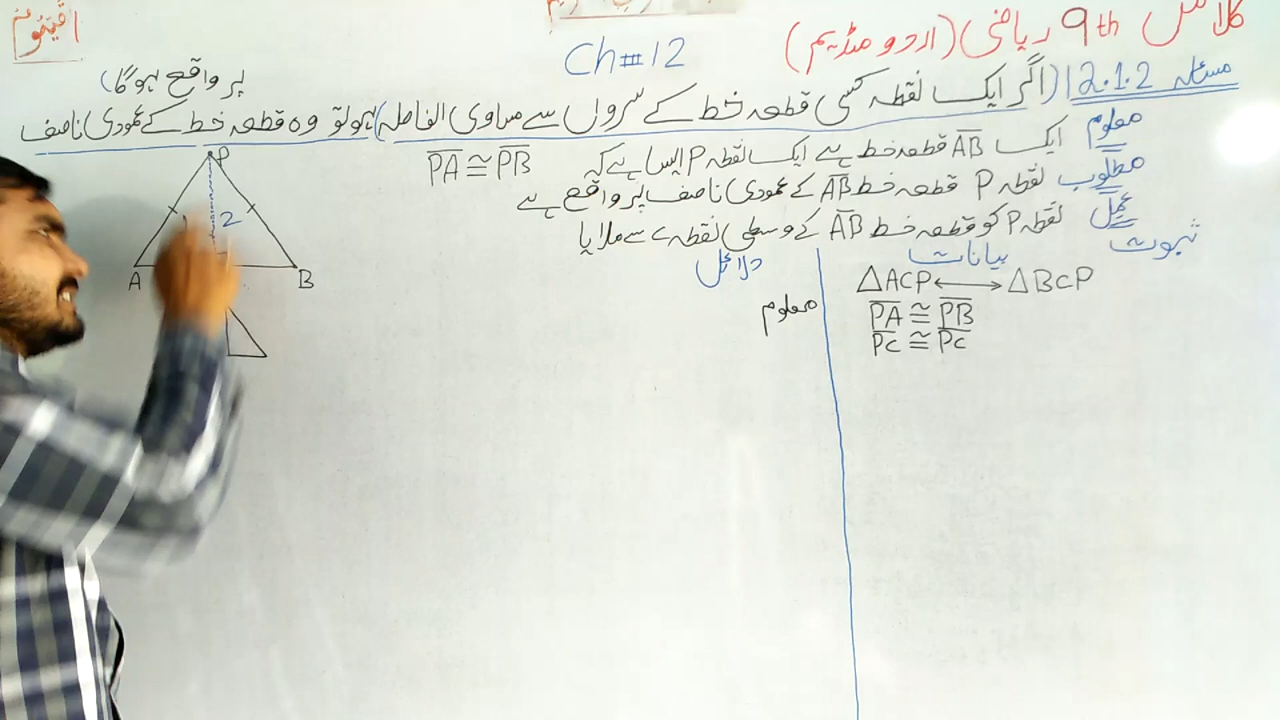 کلاس 9th ریاضی (اردو میڈیم)
Ch # 12
مسئلہ 12.1.2 (اگر ایک نقطہ کسی قطعہ خط کے سروں سے مساوی الفاصلہ ہو تو وہ قطعہ خط کے عمودی ناصف
پر واقع ہو گا)
معلوم ایک AB قطعہ خط ہے ایک نقطہ P ایسا ہے کہ PA ≅ PB
مطلوب نقطہ P قطعہ خط AB کے عمودی ناصف پر واقع ہے
عمل نقطہ P کو قطعہ خط AB کے وسطی نقطہ c سے ملایا
ثبوت
بیانات
دلائل
△ACP ⟷ △BCP
PA ≅ PB
معلوم
Pc ≅ Pc
P
2
A
B